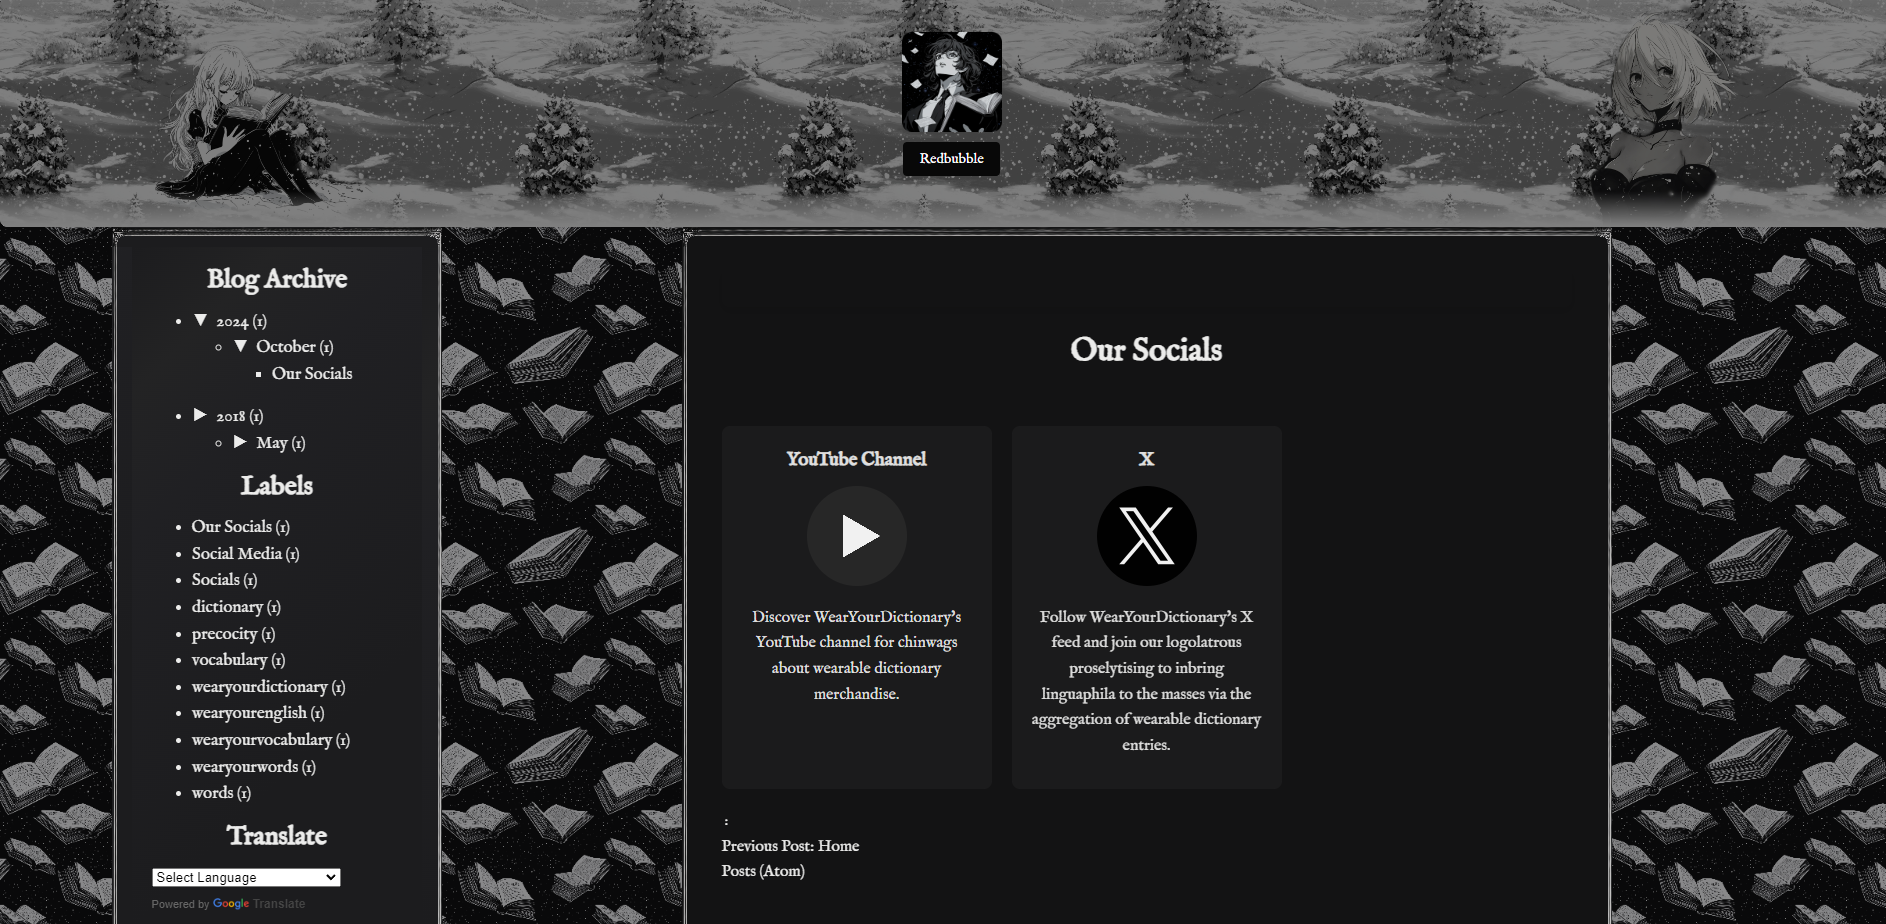 Redbubble
Blog Archive
▼ 2024 (1)
▼ October (1)
Our Socials
► 2018 (1)
► May (1)
Labels
Our Socials (1)
Social Media (1)
Socials (1)
dictionary (1)
precocity (1)
vocabulary (1)
wearyourdictionary (1)
wearyourenglish (1)
wearyourvocabulary (1)
wearyourwords (1)
words (1)
Translate
Select Language
Powered by Google Translate
Our Socials
YouTube Channel
Discover WearYourDictionary's
YouTube channel for chinwags
about wearable dictionary
merchandise.
X
Follow WearYourDictionary's X
feed and join our logolatrous
proselytising to inbring
linguaphila to the masses via the
aggregation of wearable dictionary
entries.
:
Previous Post: Home
Posts (Atom)